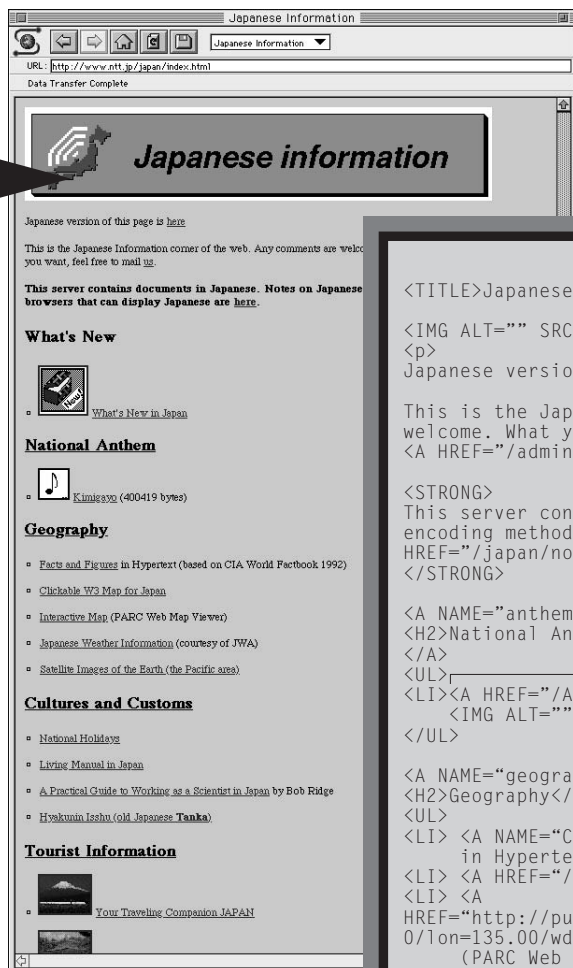 Japanese Information
Japanese Information
URL: http://www.ntt.jp/japan/index.html
Data Transfer Complete
Japanese information
Japanese version of this page is here
This is the Japanese Information corner of the web. Any comments are
you want, feel free to mail us.
This server contains documents in Japanese. Notes on Japanese
browsers that can display Japanese are here.
What's New
New!
What's New in Japan
National Anthem
Kimigayo (400419 bytes)
Geography
Facts and Figures in Hypertext (based on CIA World Factbook 1992)
Clickable W3 Map for Japan
Interactive Map (PARC Web Map Viewer)
Japanese Weather Information (courtesy of JWA)
Satellite Images of the Earth (the Pacific area)
Cultures and Customs
National Holidays
Living Manual in Japan
A Practical Guide to Working as a Scientist in Japan by Bob Ridge
Hyakunin Isshu (old Japanese Tanka)
Tourist Information
Your Traveling Companion JAPAN
<TITLE>Japanese
<IMG ALT="" SRC
<p>
Japanese versio
This is the Jap
welcome. What y
<A HREF="/admin
<STRONG>
This server con
encoding method
HREF="/japan/no
</STRONG>
<A NAME="anthem
<H2>National An
</A>
<UL>
<LI><A HREF="/A
<IMG ALT=""
</UL>
<A NAME="geogra
<H2>Geography</
<UL>
<LI> <A NAME="C
in Hyperte
<LI> <A HREF="/
<LI> <A
HREF="http://pu
0/lon=135.00/wd
(PARC Web